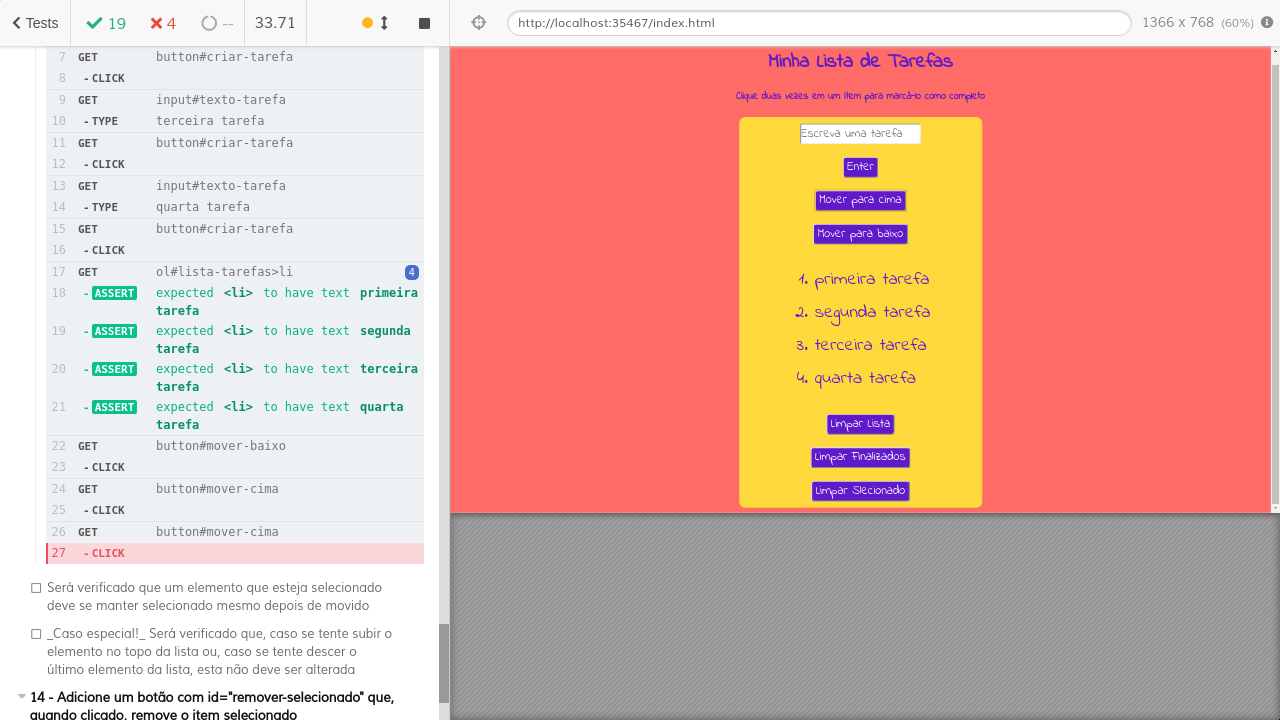 Tests
19
4
--
33.71
http://localhost:35467/index.html
1366 x 768 (60%)
7 GET button#criar-tarefa
8 -CLICK
9 GET input#texto-tarefa
10 -TYPE terceira tarefa
11 GET button#criar-tarefa
12 -CLICK
13 GET input#texto-tarefa
14 -TYPE quarta tarefa
15 GET button#criar-tarefa
16 -CLICK
17 GET ol#lista-tarefas>li 4
18 -ASSERT expected <li> to have text primeira
tarefa
19 -ASSERT expected <li> to have text segunda
tarefa
20 -ASSERT expected <li> to have text terceira
tarefa
21 -ASSERT expected <li> to have text quarta
tarefa
22 GET button#mover-baixo
23 -CLICK
24 GET button#mover-cima
25 -CLICK
26 GET button#mover-cima
27 -CLICK
Será verificado que um elemento que esteja selecionado
deve se manter selecionado mesmo depois de movido
_Caso especial!_ Será verificado que, caso se tente subir o
elemento no topo da lista ou, caso se tente descer o
último elemento da lista, esta não deve ser alterada
14 - Adicione um botão com id="remover-selecionado" que,
quando clicado, remove o item selecionado
Minha Lista de Tarefas
Clique duas vezes em um item para marcá-lo como completo
Escreva uma tarefa
Enter
Mover para cima
Mover para baixo
1. primeira tarefa
2. segunda tarefa
3. terceira tarefa
4. quarta tarefa
Limpar Lista
Limpar Finalizados
Limpar Slecionado